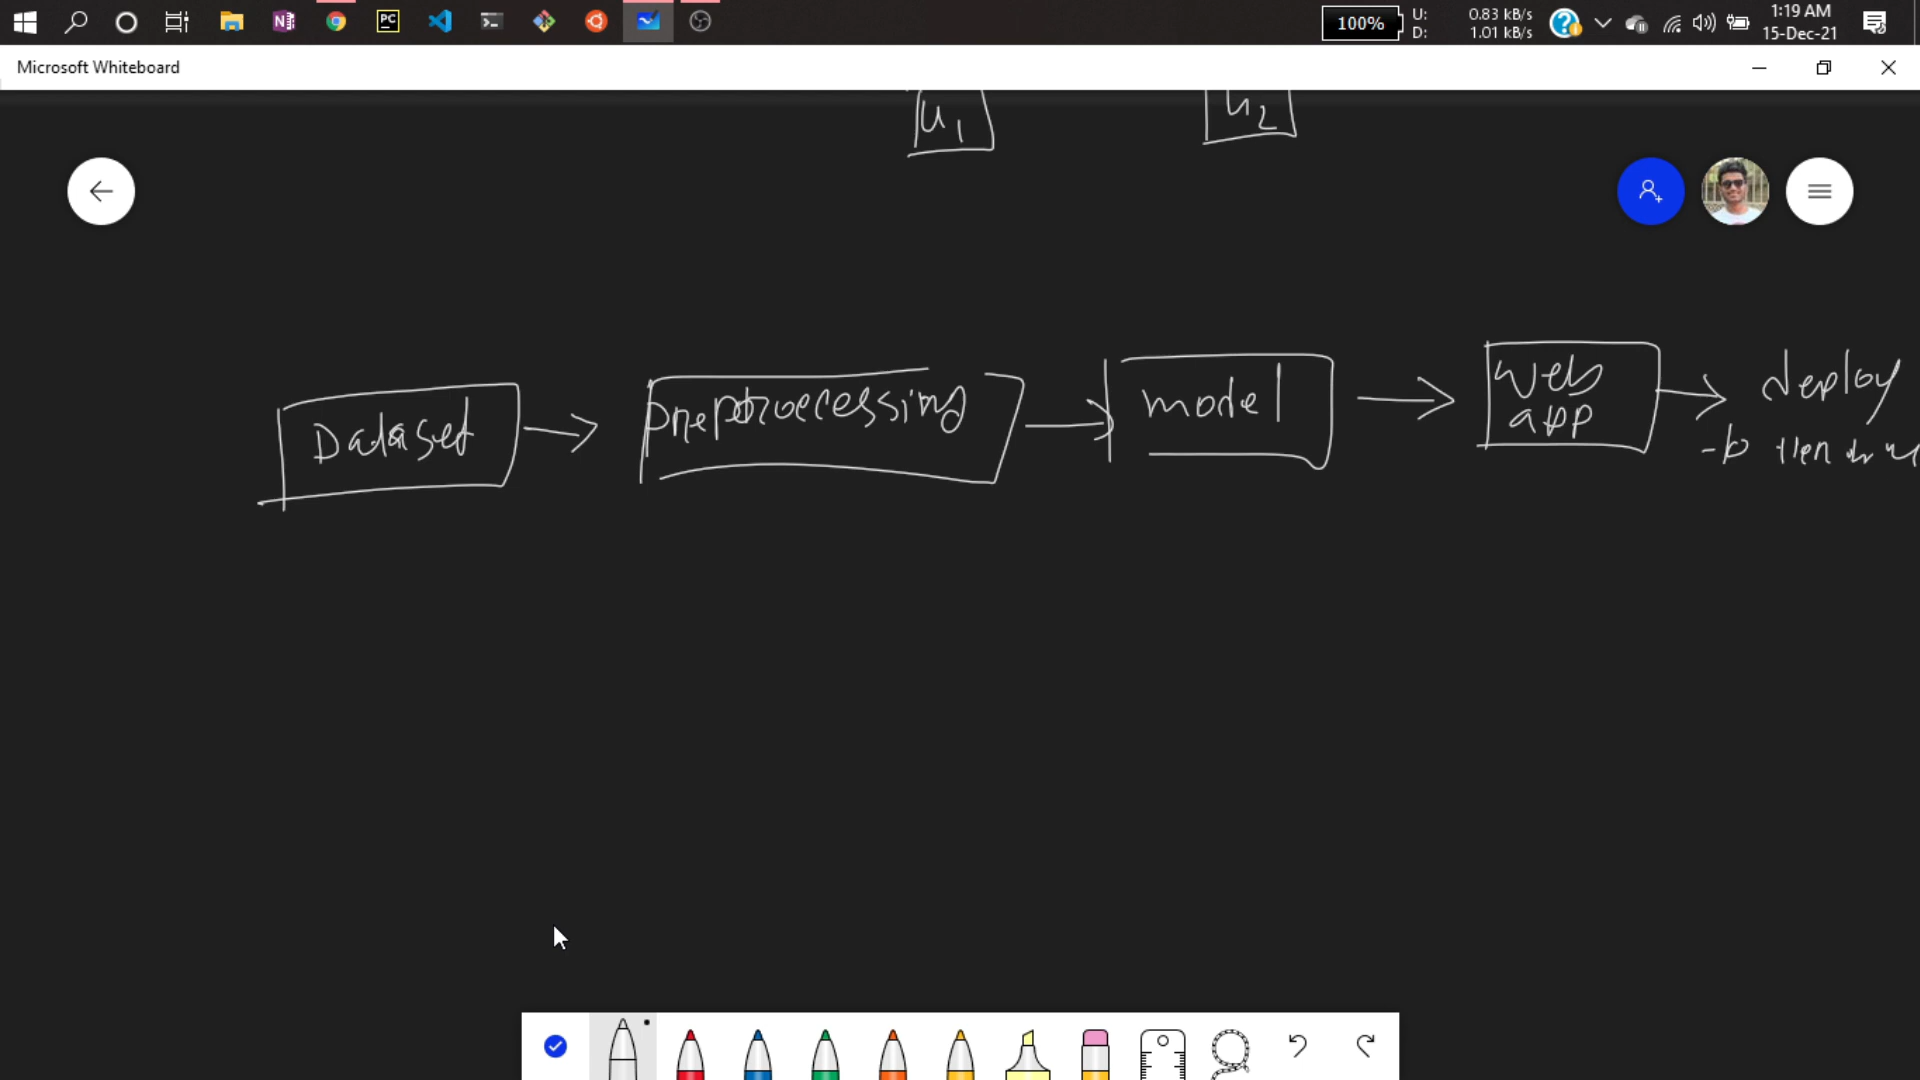 100%
U: 0.83 kB/s
D: 1.01 kB/s
1:19 AM
15-Dec-21
Microsoft Whiteboard
u1
u2
Dataset
preprocessing
model
web
app
deploy